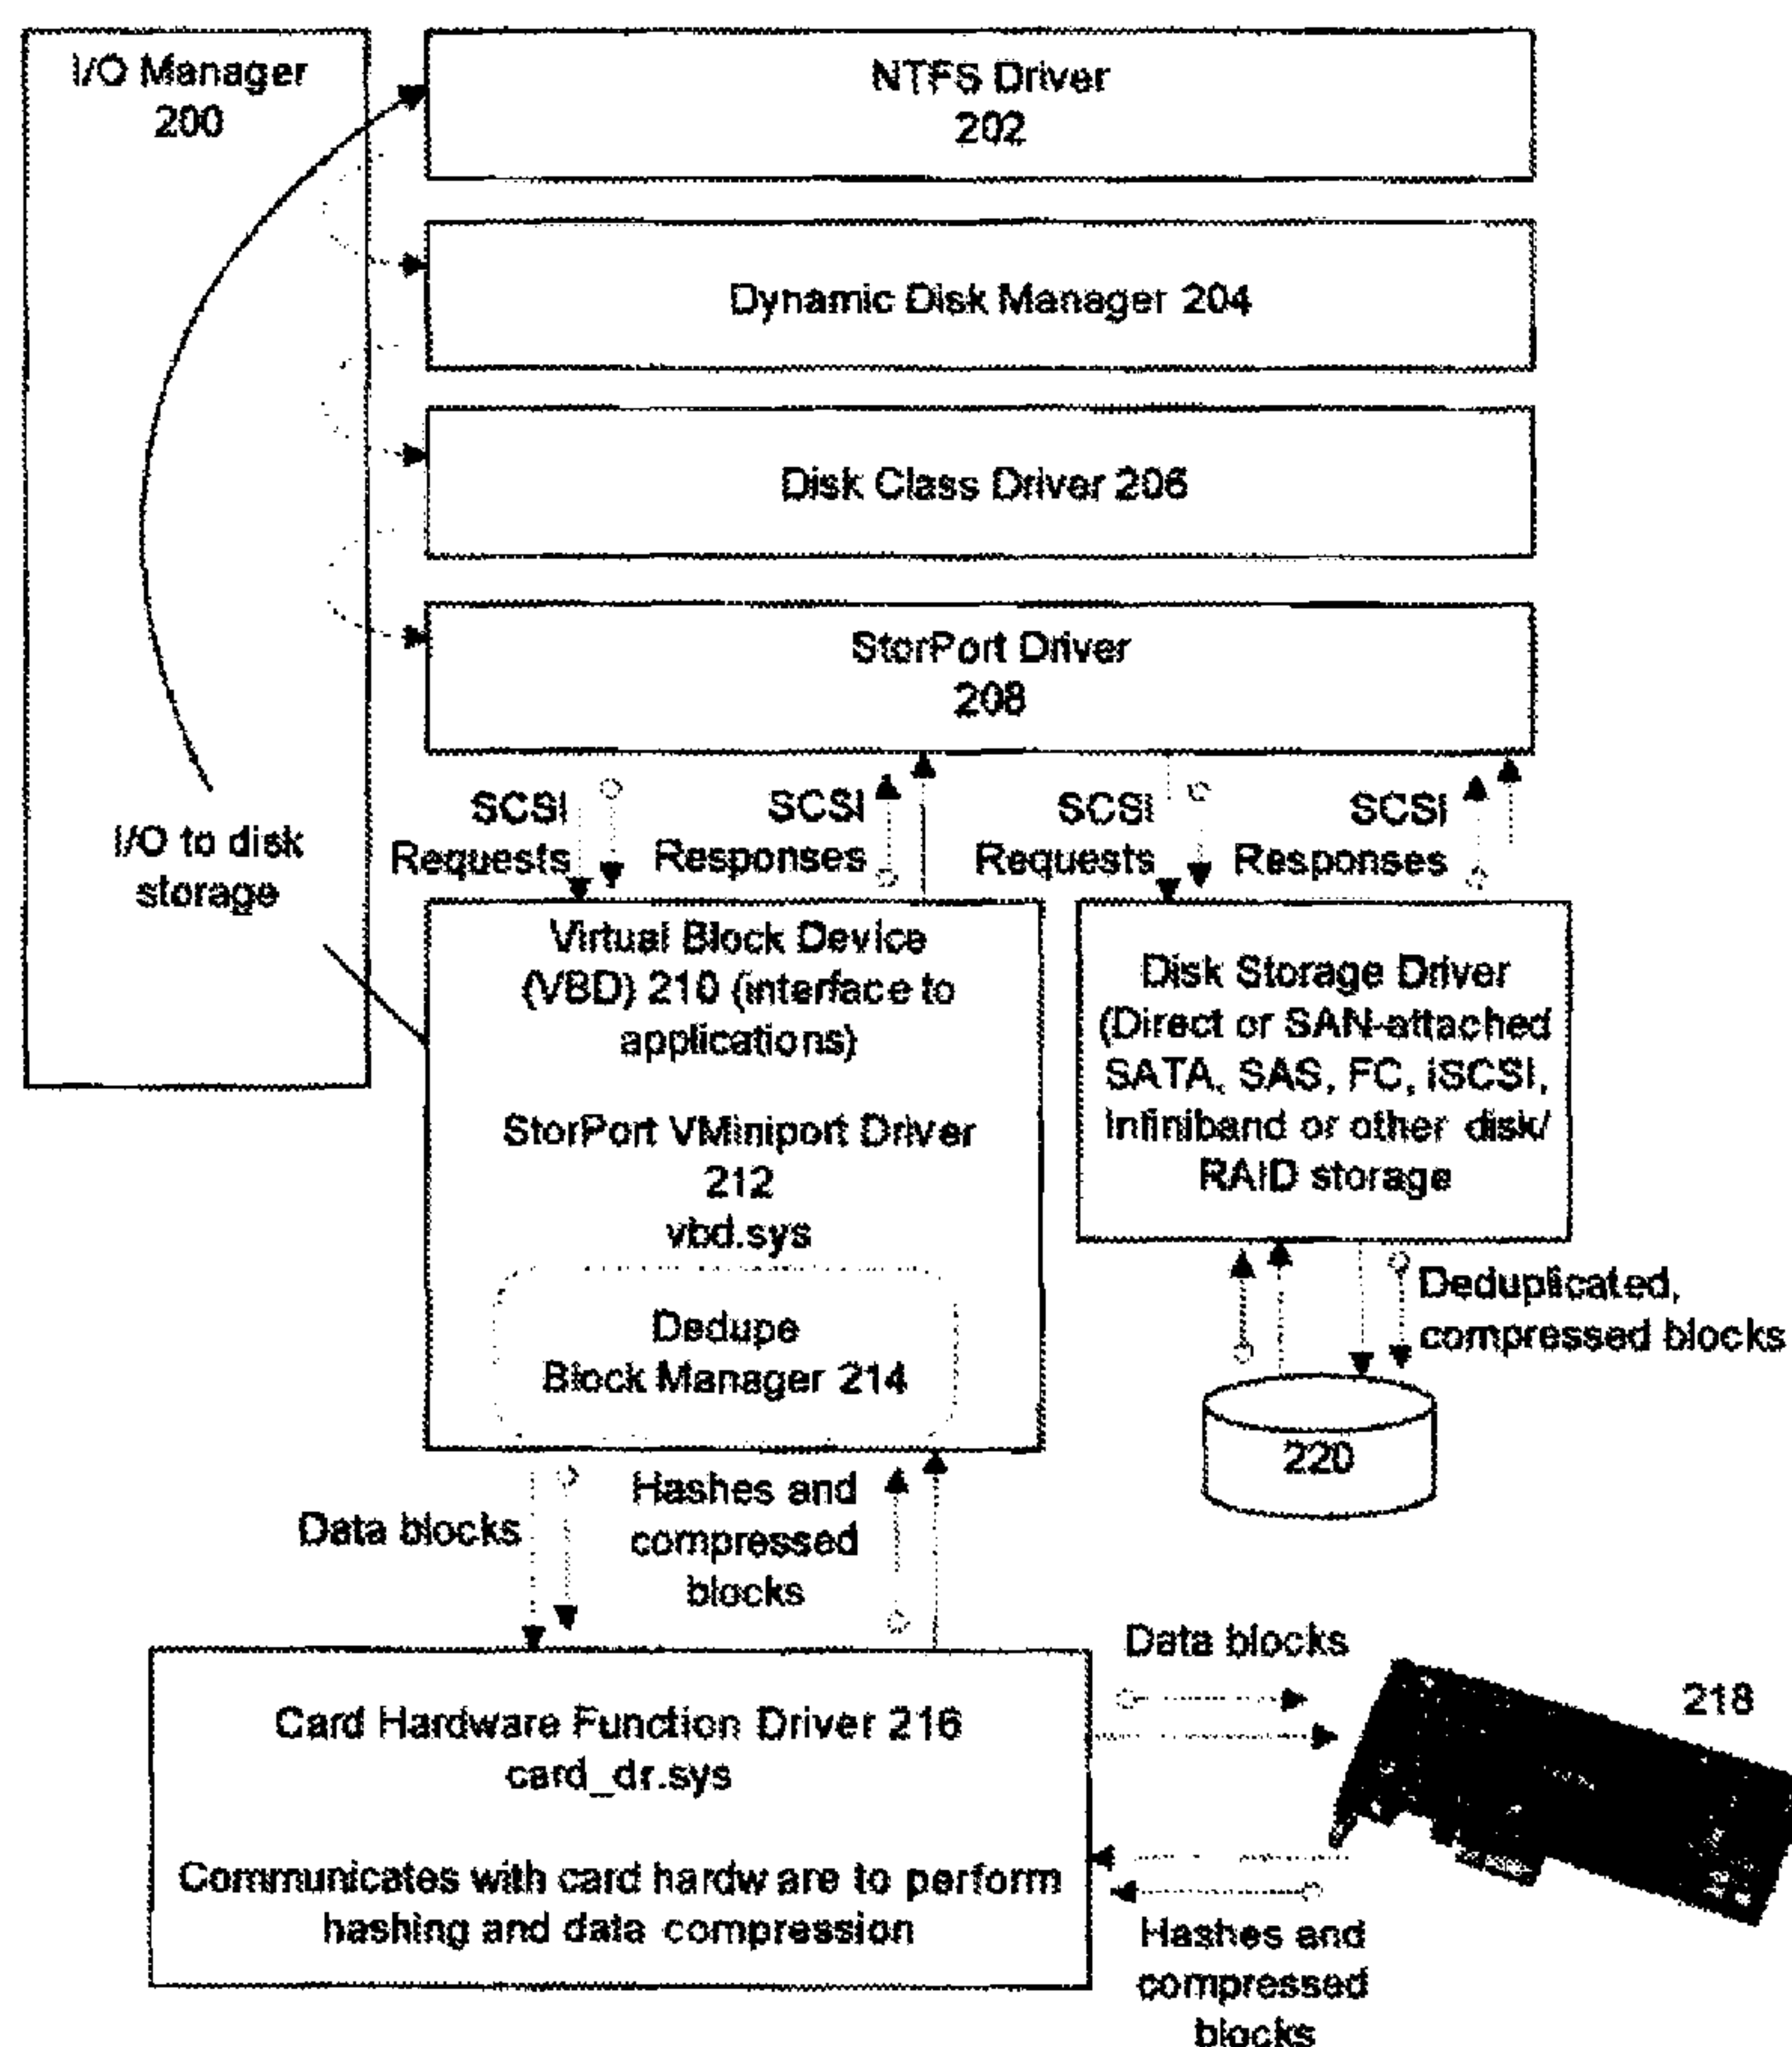 I/O Manager
200
NTFS Driver
202
Dynamic Disk Manager 204
Disk Class Driver 206
StorPort Driver
208
I/O to disk
storage
SCSI
Requests
SCSI
Responses
SCSI
Requests
SCSI
Responses
Virtual Block Device
(VBD) 210 (interface to
applications)
StorPort VMiniport Driver
212
vbd.sys
Dedupe
Block Manager 214
Disk Storage Driver
(Direct or SAN-attached
SATA, SAS, FC, iSCSI,
Infiniband or other disk/
RAID storage
Deduplicated,
compressed blocks
220
Data blocks
Hashes and
compressed
blocks
Card Hardware Function Driver 216
card_dr.sys
Communicates with card hardw are to perform
hashing and data compression
Data blocks
218
Hashes and
compressed
blocks